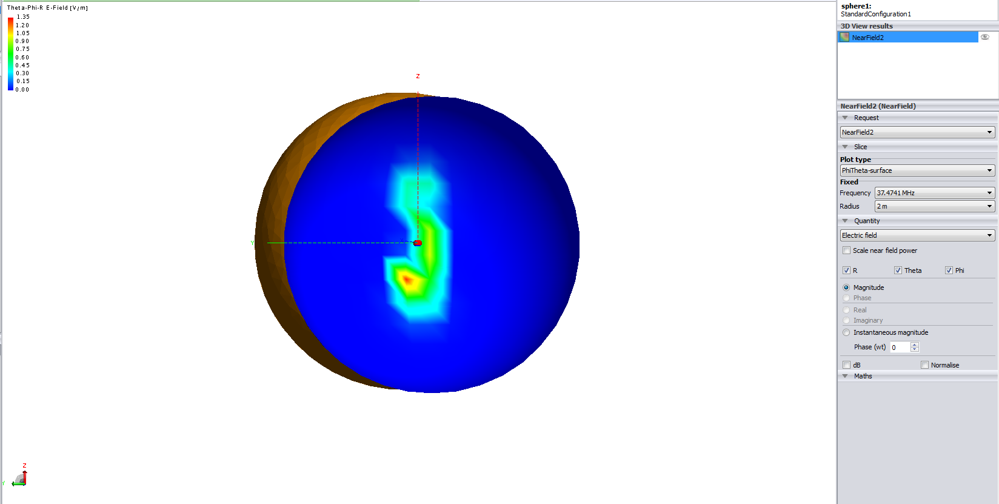 Theta-Phi-R E-Field [V/m]
1.35
1.20
1.05
0.90
0.75
0.60
0.45
0.30
0.15
0.00
Z
Y
Z
Y
sphere1:
StandardConfiguration1
3D View results
NearField2
NearField2 (NearField)
Request
NearField2
Slice
Plot type
PhiTheta-surface
Fixed
Frequency 37.4741 MHz
Radius 2 m
Quantity
Electric field
Scale near field power
R Theta Phi
Magnitude
Phase
Real
Imaginary
Instantaneous magnitude
Phase (wt) 0
dB Normalise
Maths